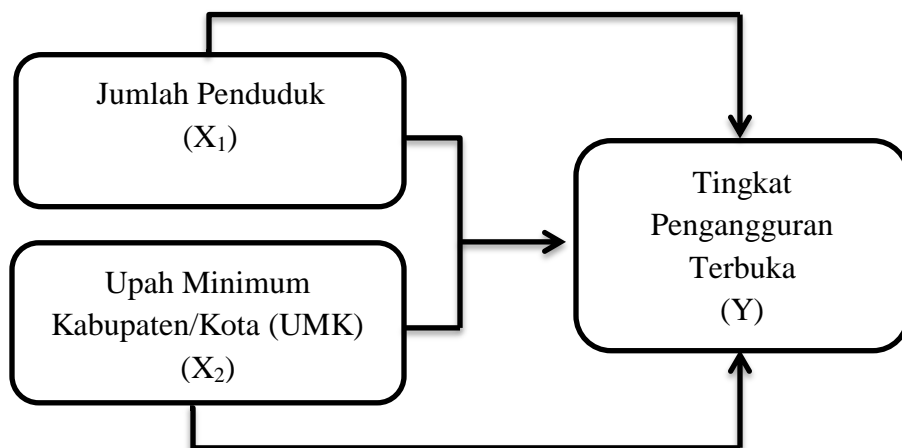 Jumlah Penduduk
(X₁)
Upah Minimum
Kabupaten/Kota (UMK)
(X₂)
Tingkat
Pengangguran
Terbuka
(Y)